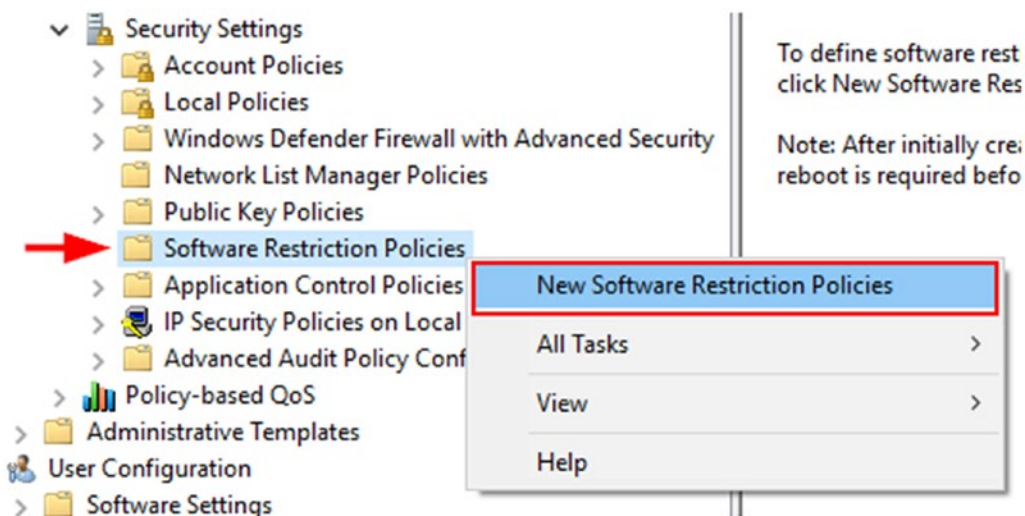 Security Settings
Account Policies
Local Policies
Windows Defender Firewall with Advanced Security
Network List Manager Policies
Public Key Policies
Software Restriction Policies
Application Control Policies
IP Security Policies on Local
Advanced Audit Policy Conf
Policy-based QoS
Administrative Templates
User Configuration
Software Settings
New Software Restriction Policies
All Tasks
View
Help
To define software rest
click New Software Res
Note: After initially crea
reboot is required befo